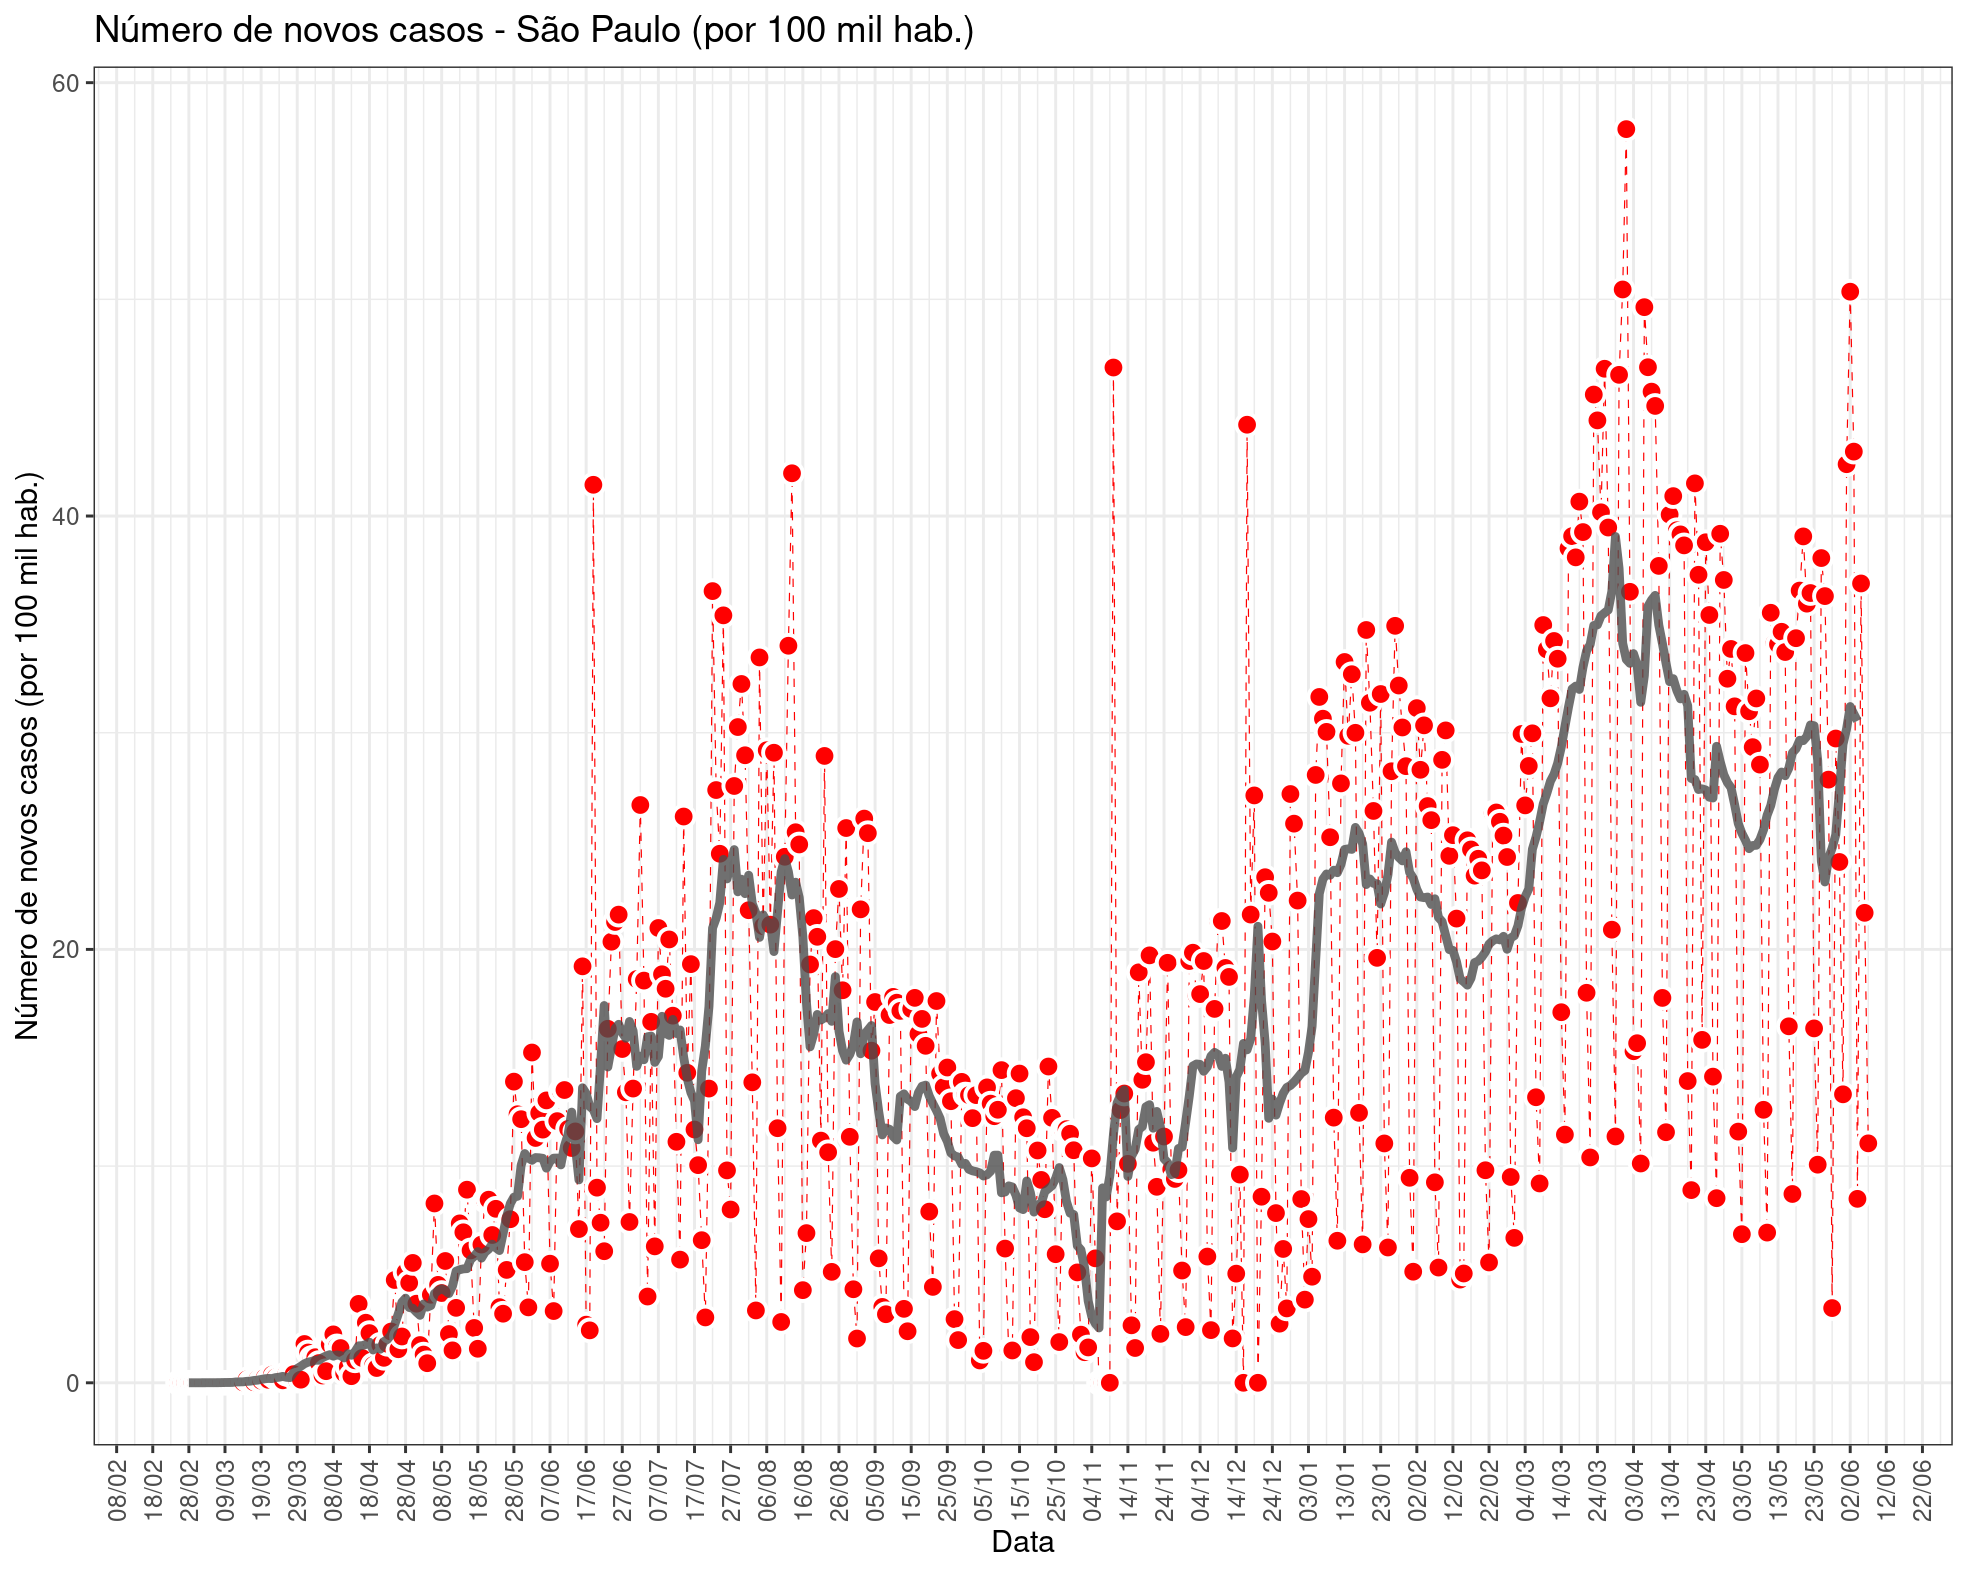 Número de novos casos - São Paulo (por 100 mil hab.)
Número de novos casos (por 100 mil hab.)
60
40
20
0
08/02 18/02 28/02 09/03 19/03 29/03 08/04 18/04 28/04 08/05 18/05 28/05 07/06 17/06 27/06 07/07 17/07 27/07 06/08 16/08 26/08 05/09 15/09 25/09 05/10 15/10 25/10 04/11 14/11 24/11 04/12 14/12 24/12 03/01 13/01 23/01 02/02 12/02 22/02 04/03 14/03 24/03 03/04 13/04 23/04 03/05 13/05 23/05 02/06 12/06 22/06
Data